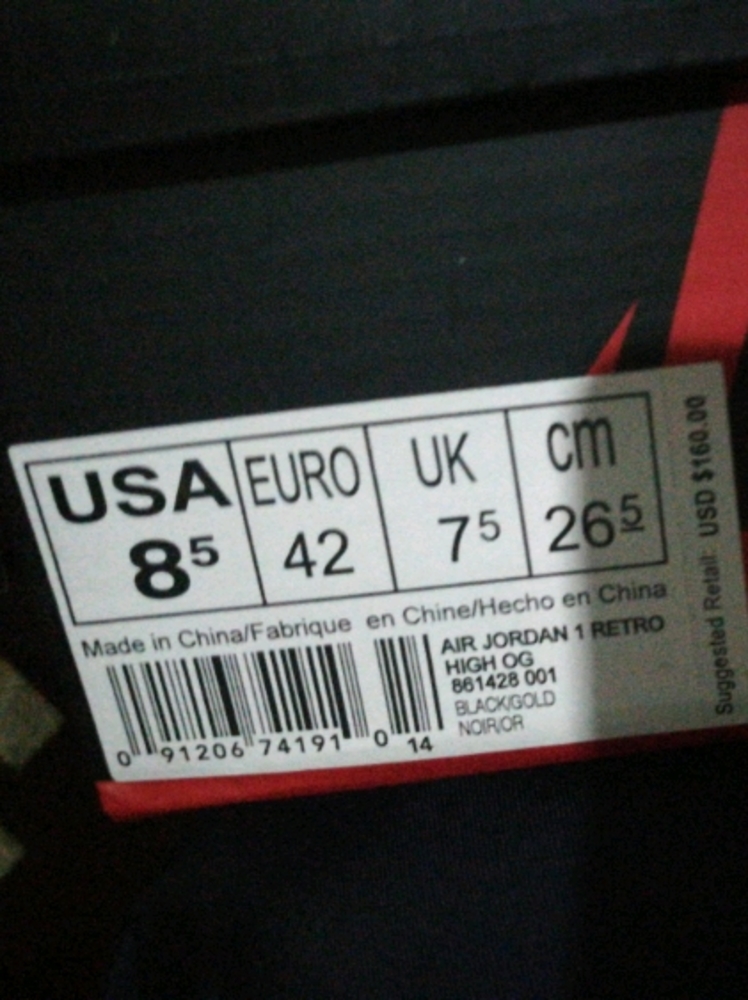 USA EURO UK cm
8⁵ 42 7⁵ 26⁵
Made in China/Fabrique en Chine/Hecho en China
AIR JORDAN 1 RETRO
HIGH OG
861428 001
BLACK/GOLD
NOIR/OR
0 91206 74191 0 14
Suggested Retail: USD $160.00